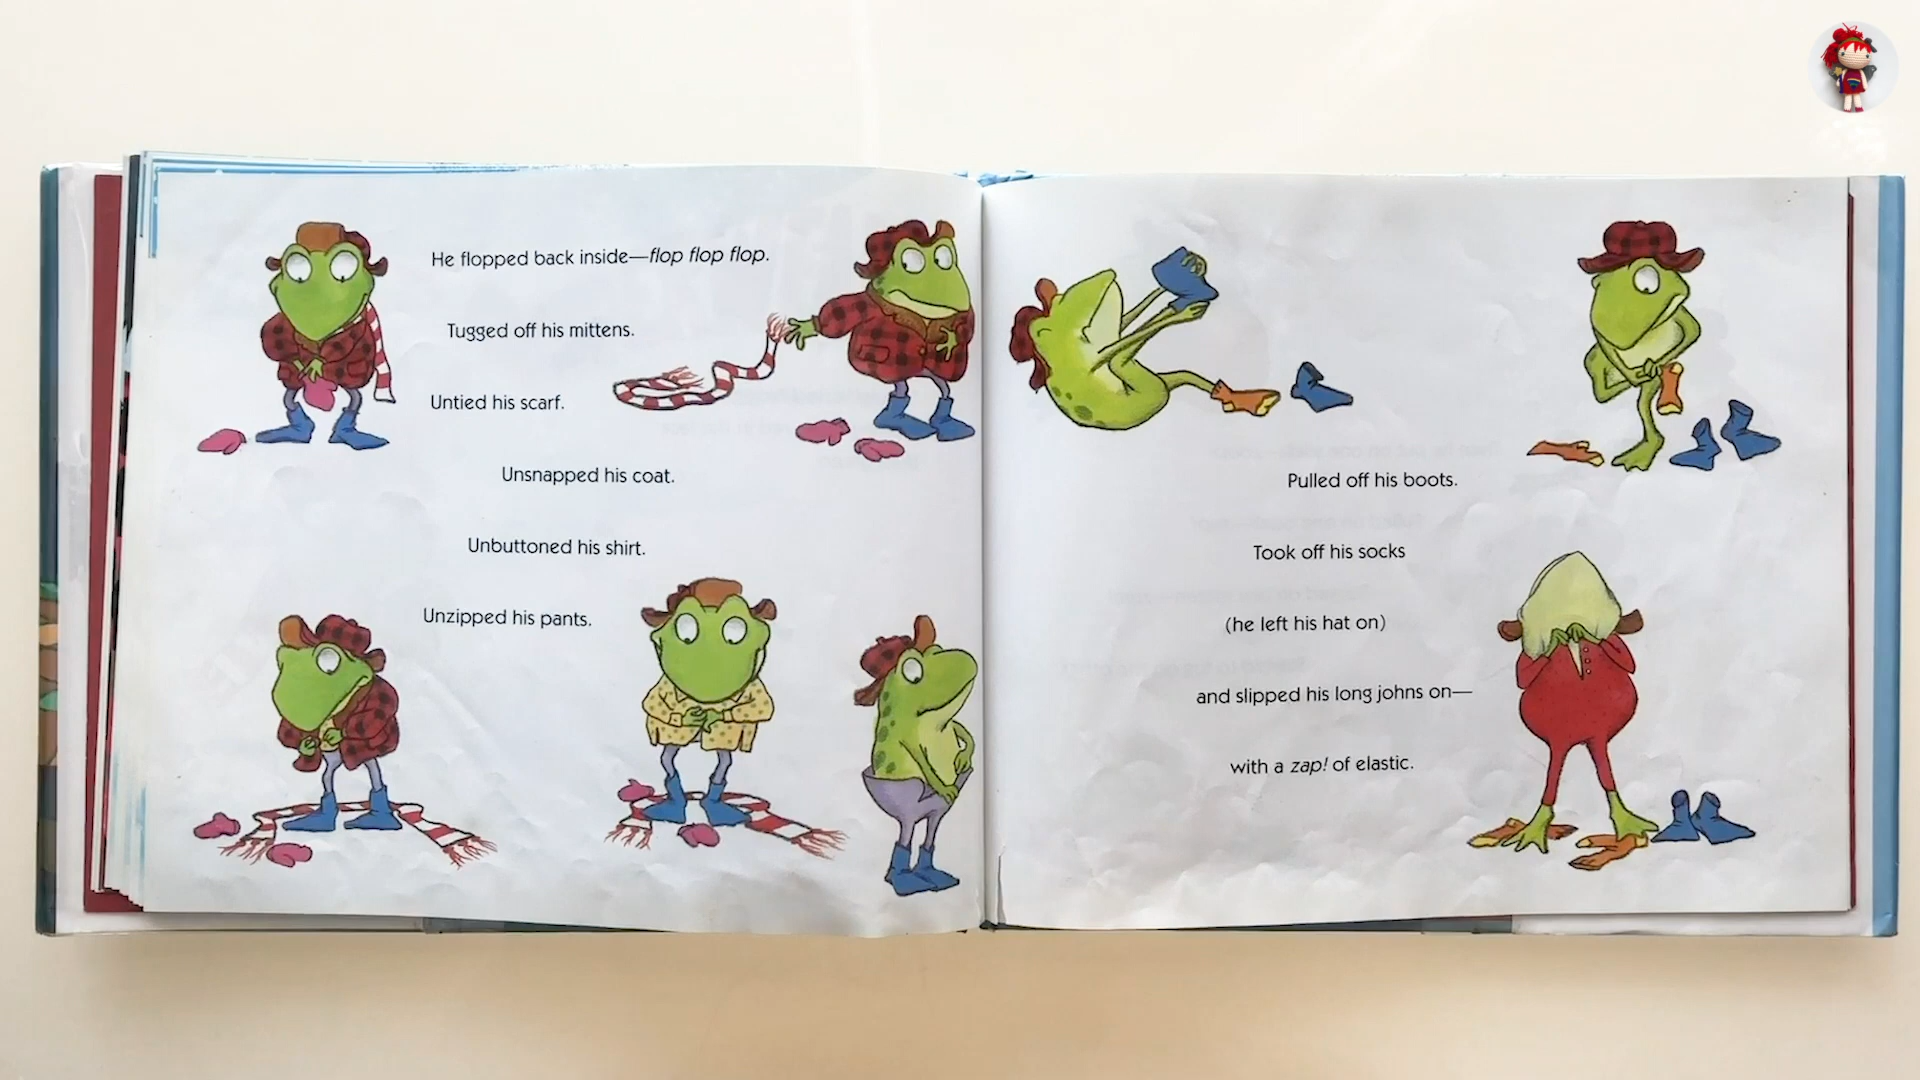 He flopped back inside—flop flop flop.
Tugged off his mittens.
Untied his scarf.
Unsnapped his coat.
Unbuttoned his shirt.
Unzipped his pants.
Pulled off his boots.
Took off his socks
(he left his hat on)
and slipped his long johns on—
with a zap! of elastic.